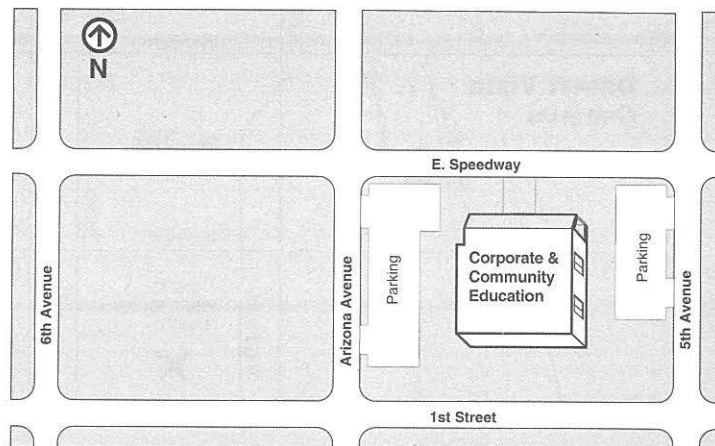 N
E. Speedway
6th Avenue
Arizona Avenue
Parking
Corporate &
Community
Education
Parking
5th Avenue
1st Street